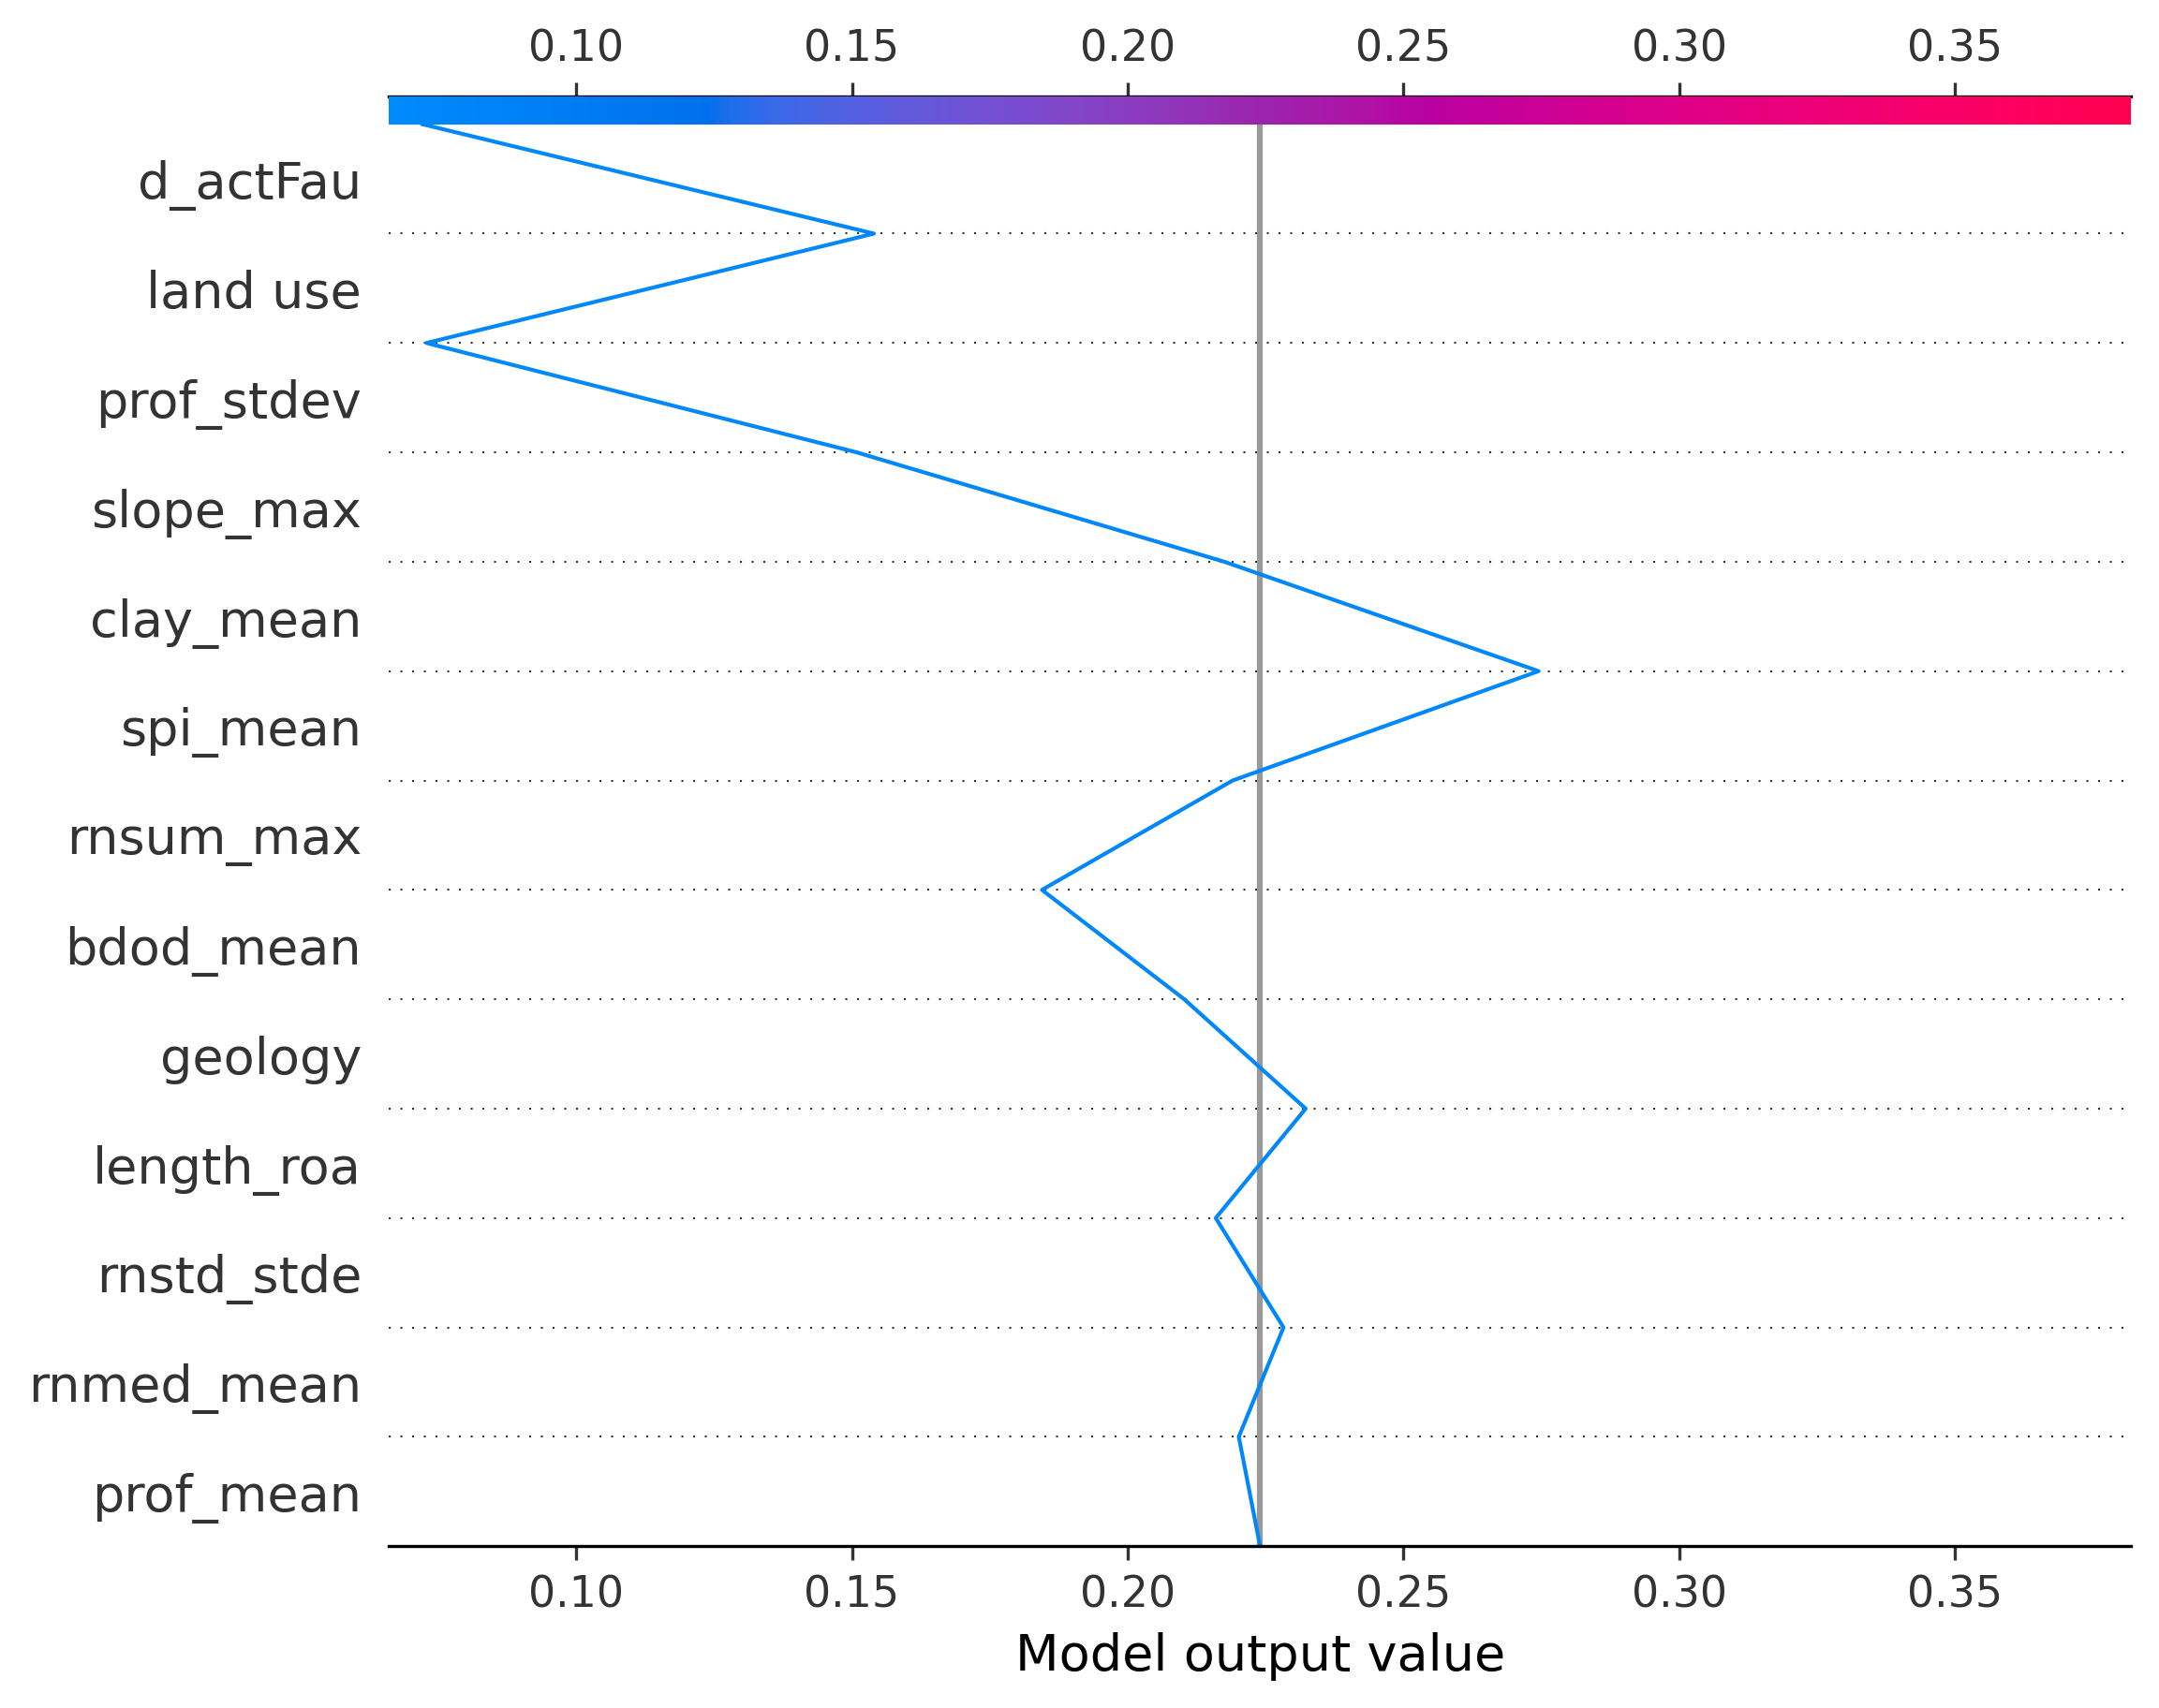 0.10 0.15 0.20 0.25 0.30 0.35
d_actFau
land use
prof_stdev
slope_max
clay_mean
spi_mean
rnsum_max
bdod_mean
geology
length_roa
rnstd_stde
rnmed_mean
prof_mean
0.10 0.15 0.20 0.25 0.30 0.35
Model output value